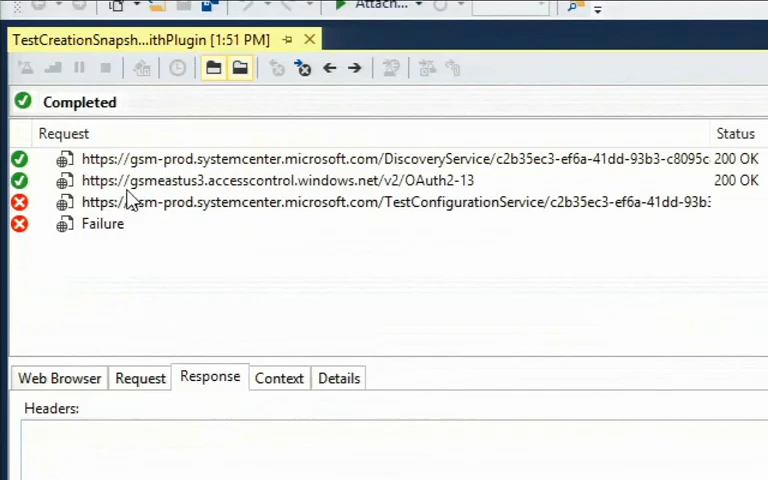 Attach...
TestCreationSnapsh...ithPlugin [1:51 PM]
Completed
Request Status
https://gsm-prod.systemcenter.microsoft.com/DiscoveryService/c2b35ec3-ef6a-41dd-93b3-c8095c 200 OK
https://gsmeastus3.accesscontrol.windows.net/v2/OAuth2-13 200 OK
https://gsm-prod.systemcenter.microsoft.com/TestConfigurationService/c2b35ec3-ef6a-41dd-93b3
Failure
Web Browser Request Response Context Details
Headers: